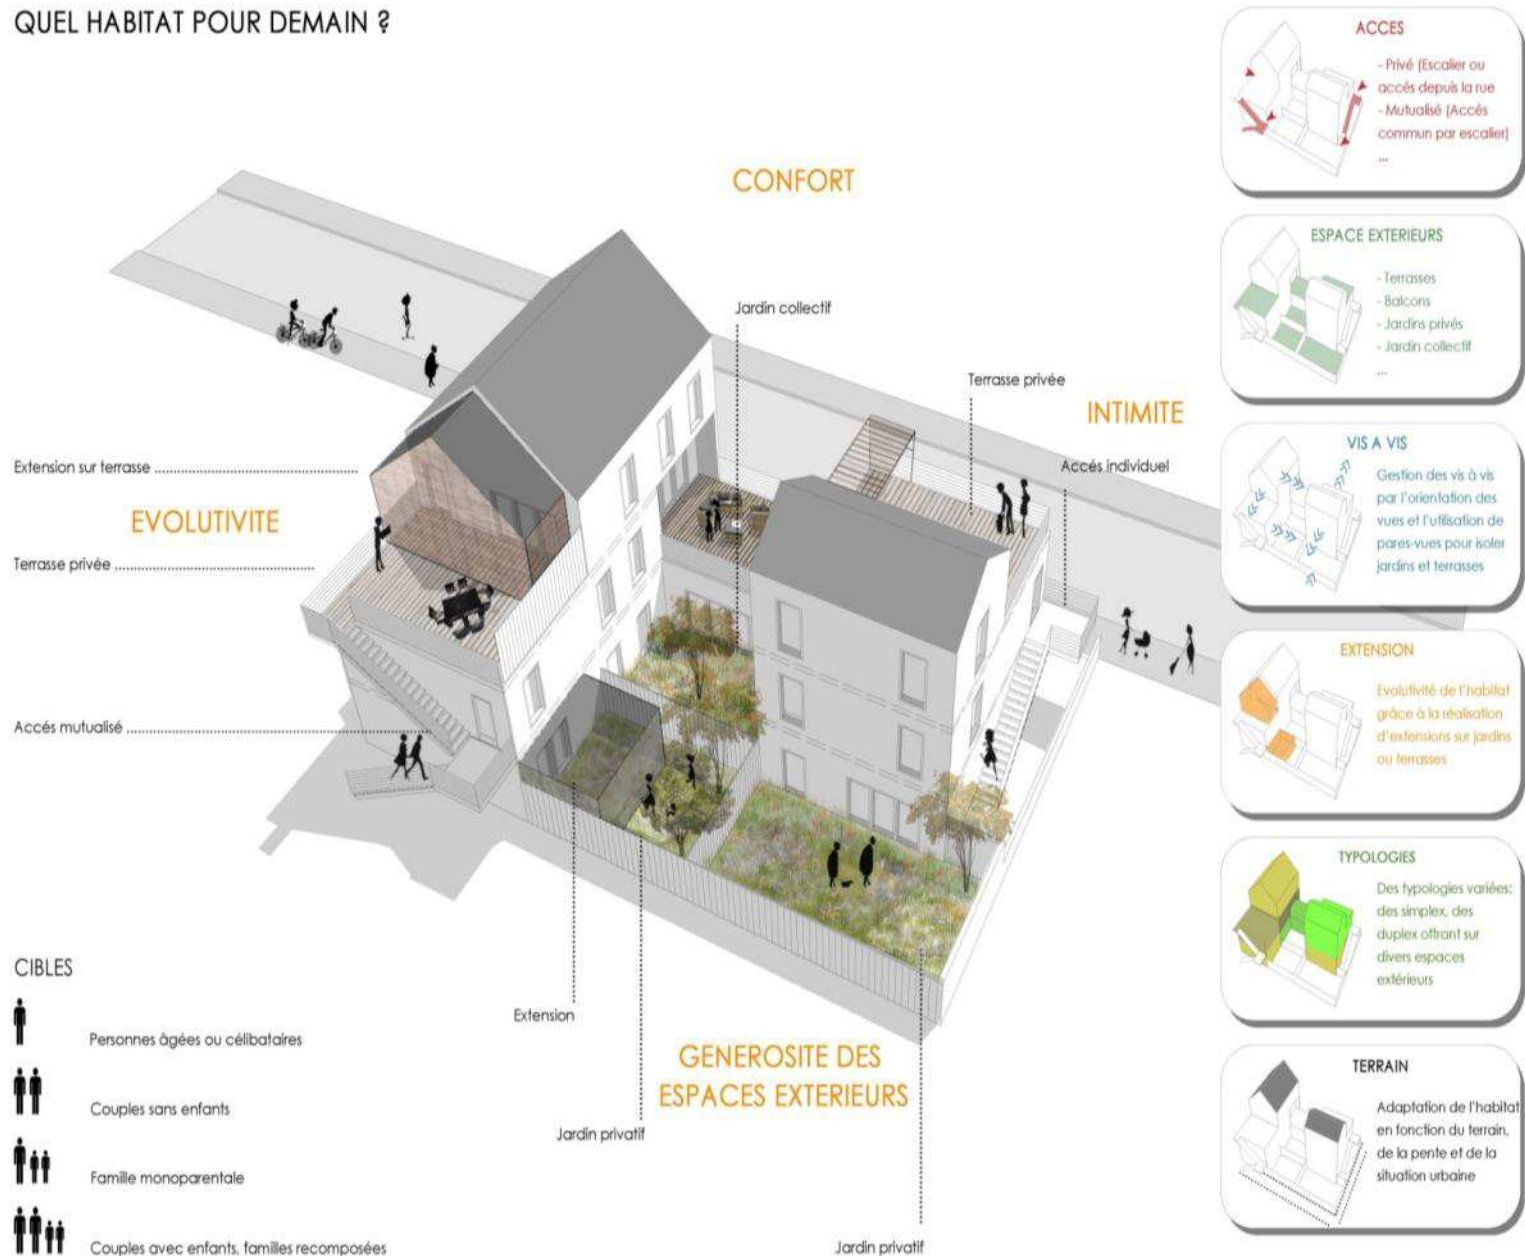 QUEL HABITAT POUR DEMAIN ?
CONFORT
Jardin collectif
Terrasse privée
INTIMITE
Accés individuel
Extension sur terrasse
EVOLUTIVITE
Terrasse privée
Accés mutualisé
Extension
GENEROSITE DES
ESPACES EXTERIEURS
Jardin privatif
Jardin privatif
CIBLES
Personnes âgées ou célibataires
Couples sans enfants
Famille monoparentale
Couples avec enfants, familles recomposées
ACCES
- Privé (Escalier ou
accés depuis la rue
- Mutualisé (Accés
commun par escalier)
...
ESPACE EXTERIEURS
- Terrasses
- Balcons
- Jardins privés
- Jardin collectif
...
VIS A VIS
Gestion des vis à vis
par l'orientation des
vues et l'utilisation de
pares-vues pour isoler
jardins et terrasses
EXTENSION
Evolutivité de l'habitat
grâce à la réalisation
d'extensions sur jardins
ou terrasses
TYPOLOGIES
Des typologies variées:
des simplex, des
duplex offrant sur
divers espaces
extérieurs
TERRAIN
Adaptation de l'habitat
en fonction du terrain,
de la pente et de la
situation urbaine